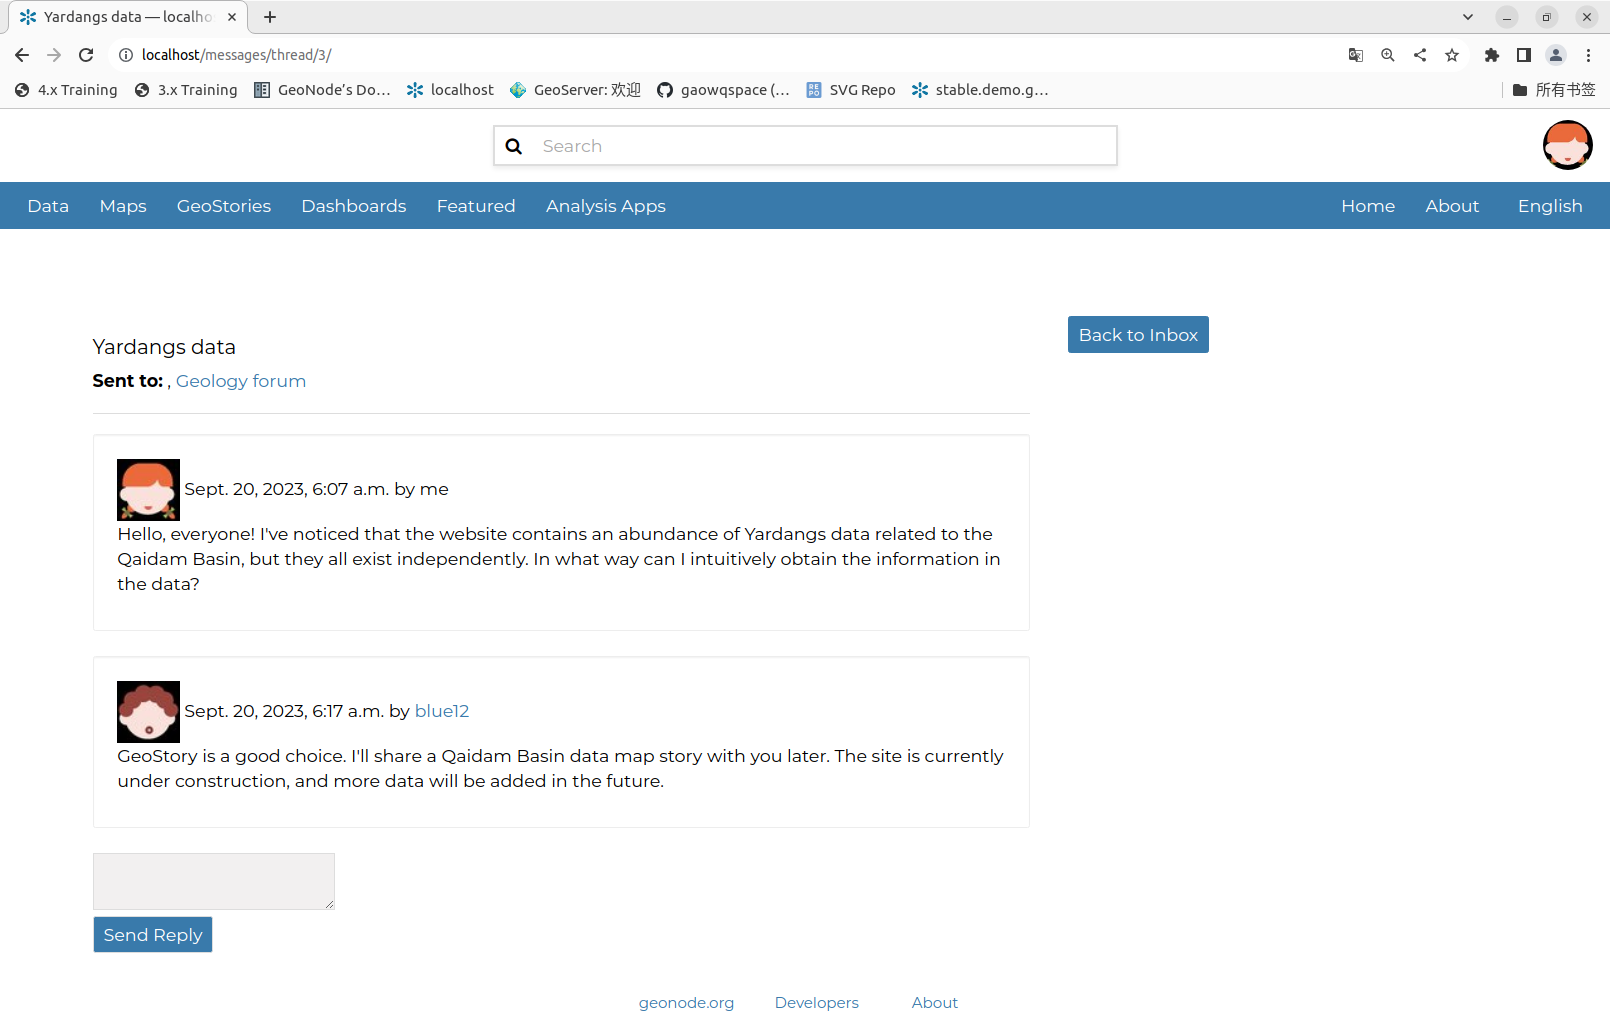 Yardangs data — localho
localhost/messages/thread/3/
4.x Training 3.x Training GeoNode’s Do… localhost GeoServer: 欢迎 gaowqspace (… REPO SVG Repo stable.demo.g… 所有书签
Search
Data Maps GeoStories Dashboards Featured Analysis Apps Home About English
Back to Inbox
Yardangs data
Sent to: , Geology forum
Sept. 20, 2023, 6:07 a.m. by me
Hello, everyone! I've noticed that the website contains an abundance of Yardangs data related to the
Qaidam Basin, but they all exist independently. In what way can I intuitively obtain the information in
the data?
Sept. 20, 2023, 6:17 a.m. by blue12
GeoStory is a good choice. I'll share a Qaidam Basin data map story with you later. The site is currently
under construction, and more data will be added in the future.
Send Reply
geonode.org Developers About